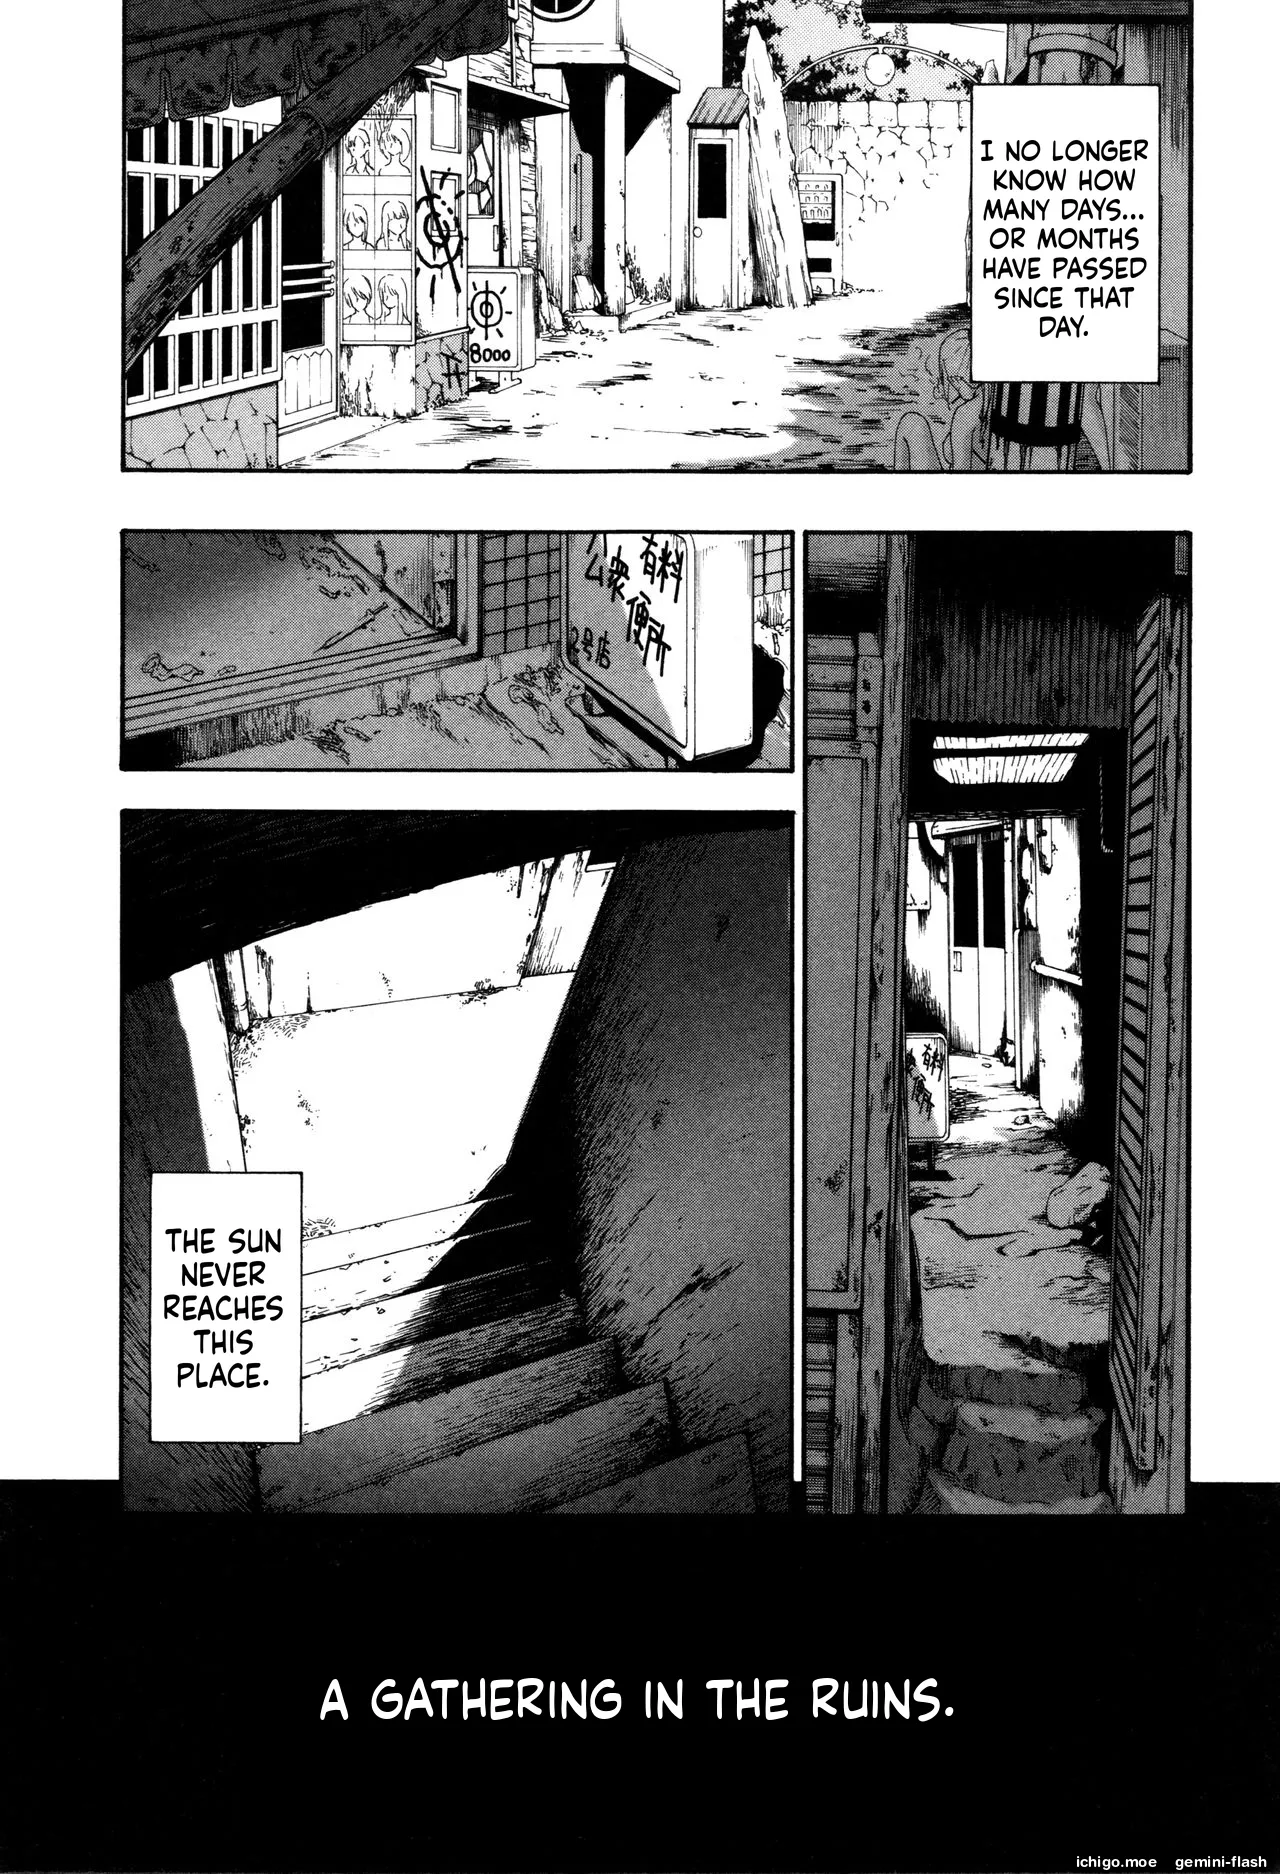 I NO LONGER
KNOW HOW
MANY DAYS...
OR MONTHS
HAVE PASSED
SINCE THAT
DAY.
8000
有料
公衆
便所
2号店
有料
便所
THE SUN
NEVER
REACHES
THIS
PLACE.
A GATHERING IN THE RUINS.
ichigo.moe gemini-flash